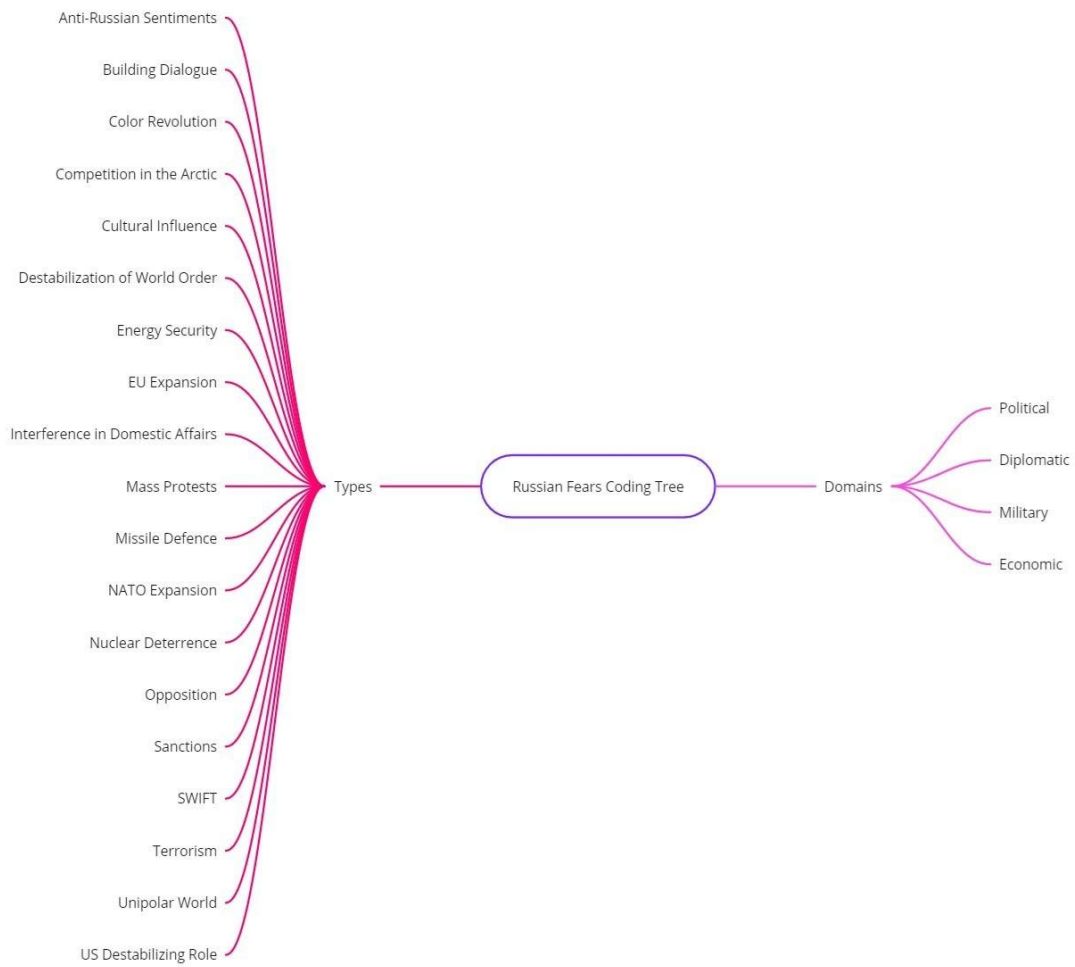 Anti-Russian Sentiments
Building Dialogue
Color Revolution
Competition in the Arctic
Cultural Influence
Destabilization of World Order
Energy Security
EU Expansion
Interference in Domestic Affairs
Mass Protests
Missile Defence
NATO Expansion
Nuclear Deterrence
Opposition
Sanctions
SWIFT
Terrorism
Unipolar World
US Destabilizing Role
Types
Russian Fears Coding Tree
Domains
Political
Diplomatic
Military
Economic